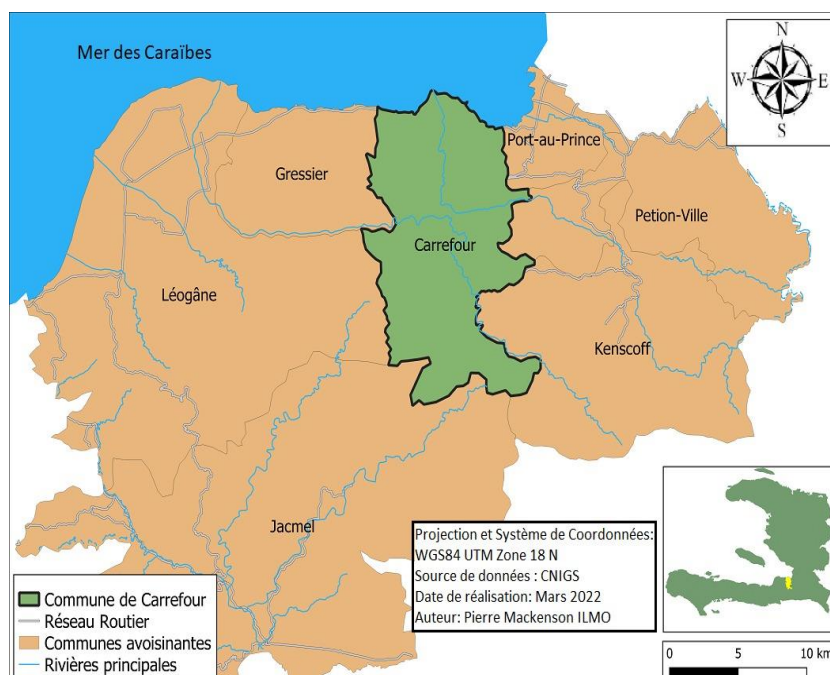 Mer des Caraïbes
N
W E
S
Port-au-Prince
Gressier
Petion-Ville
Carrefour
Léogâne
Kenscoff
Jacmel
Projection et Système de Coordonnées:
WGS84 UTM Zone 18 N
Source de données : CNIGS
Date de réalisation: Mars 2022
Auteur: Pierre Mackenson ILMO
Commune de Carrefour
Réseau Routier
Communes avoisinantes
Rivières principales
0 5 10 km